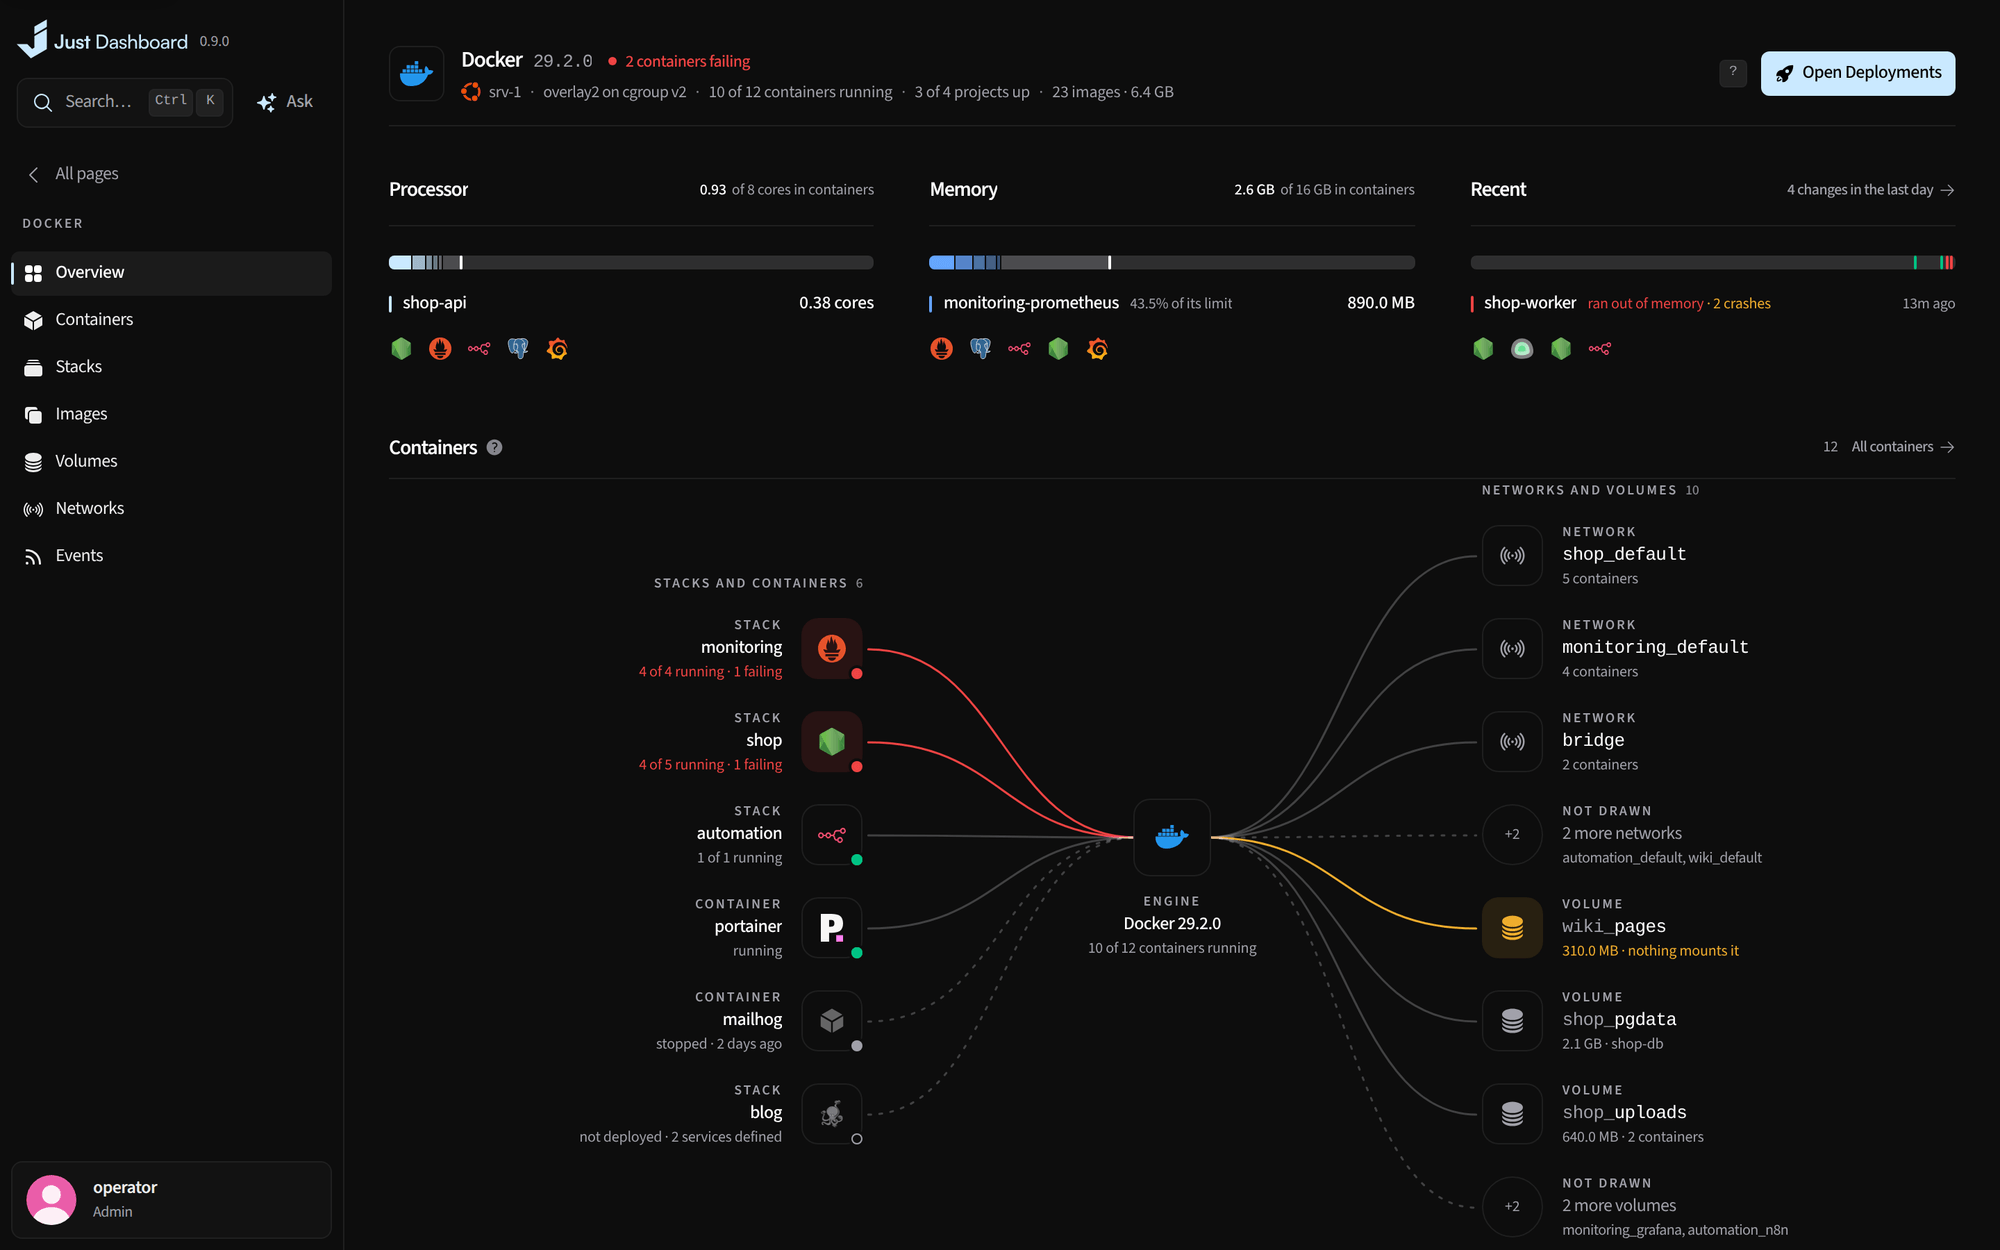 Just Dashboard 0.9.0
Search... Ctrl K
Ask
All pages
DOCKER
Overview
Containers
Stacks
Images
Volumes
Networks
Events
operator
Admin
Docker 29.2.0 2 containers failing
srv-1 · overlay2 on cgroup v2 · 10 of 12 containers running · 3 of 4 projects up · 23 images · 6.4 GB
?
Open Deployments
Processor
0.93 of 8 cores in containers
shop-api
0.38 cores
Memory
2.6 GB of 16 GB in containers
monitoring-prometheus 43.5% of its limit
890.0 MB
Recent
4 changes in the last day →
shop-worker ran out of memory · 2 crashes
13m ago
Containers ?
12 All containers →
STACKS AND CONTAINERS 6
STACK
monitoring
4 of 4 running · 1 failing
STACK
shop
4 of 5 running · 1 failing
STACK
automation
1 of 1 running
CONTAINER
portainer
running
CONTAINER
mailhog
stopped · 2 days ago
STACK
blog
not deployed · 2 services defined
ENGINE
Docker 29.2.0
10 of 12 containers running
NETWORKS AND VOLUMES 10
NETWORK
shop_default
5 containers
NETWORK
monitoring_default
4 containers
NETWORK
bridge
2 containers
+2
NOT DRAWN
2 more networks
automation_default, wiki_default
VOLUME
wiki_pages
310.0 MB · nothing mounts it
VOLUME
shop_pgdata
2.1 GB · shop-db
VOLUME
shop_uploads
640.0 MB · 2 containers
+2
NOT DRAWN
2 more volumes
monitoring_grafana, automation_n8n